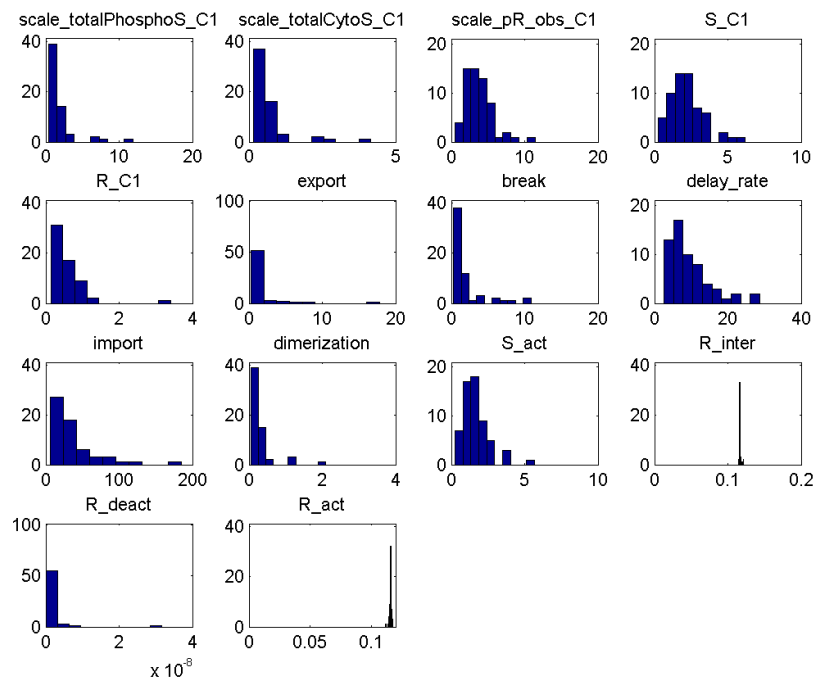 scale_totalPhosphoS_C1 scale_totalCytoS_C1 scale_pR_obs_C1 S_C1
40 40 20 20
20 20 10 10
0 0 0 0
0 10 20 0 5 0 10 20 0 5 10
R_C1 export break delay_rate
40 100 40 20
20 50 20 10
0 0 0 0
0 2 4 0 10 20 0 10 20 0 20 40
import dimerization S_act R_inter
40 40 20 40
20 20 10 20
0 0 0 0
0 100 200 0 2 4 0 5 10 0 0.1 0.2
R_deact R_act
100 40
50 20
0 0
0 2 4 0 0.05 0.1
x 10-8